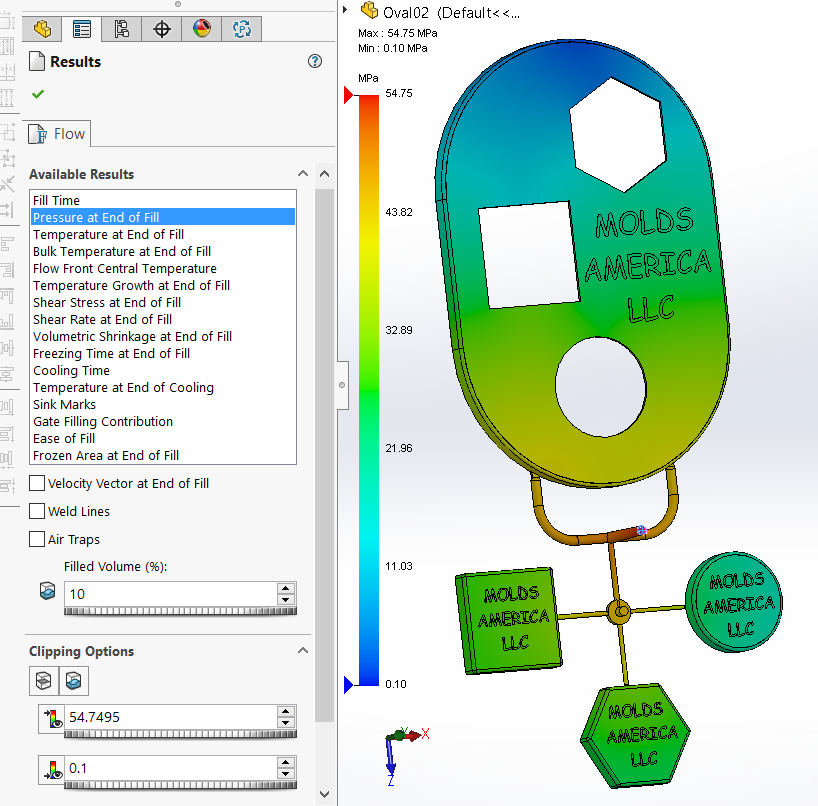 Results
Flow
Available Results
Fill Time
Pressure at End of Fill
Temperature at End of Fill
Bulk Temperature at End of Fill
Flow Front Central Temperature
Temperature Growth at End of Fill
Shear Stress at End of Fill
Shear Rate at End of Fill
Volumetric Shrinkage at End of Fill
Freezing Time at End of Fill
Cooling Time
Temperature at End of Cooling
Sink Marks
Gate Filling Contribution
Ease of Fill
Frozen Area at End of Fill
Velocity Vector at End of Fill
Weld Lines
Air Traps
Filled Volume (%):
10
Clipping Options
54.7495
0.1
Oval02 (Default<<...
Max : 54.75 MPa
Min : 0.10 MPa
MPa
54.75
43.82
32.89
21.96
11.03
0.10
MOLDS
AMERICA
LLC
MOLDS
AMERICA
LLC
MOLDS
AMERICA
LLC
MOLDS
AMERICA
LLC
Y
X
Z